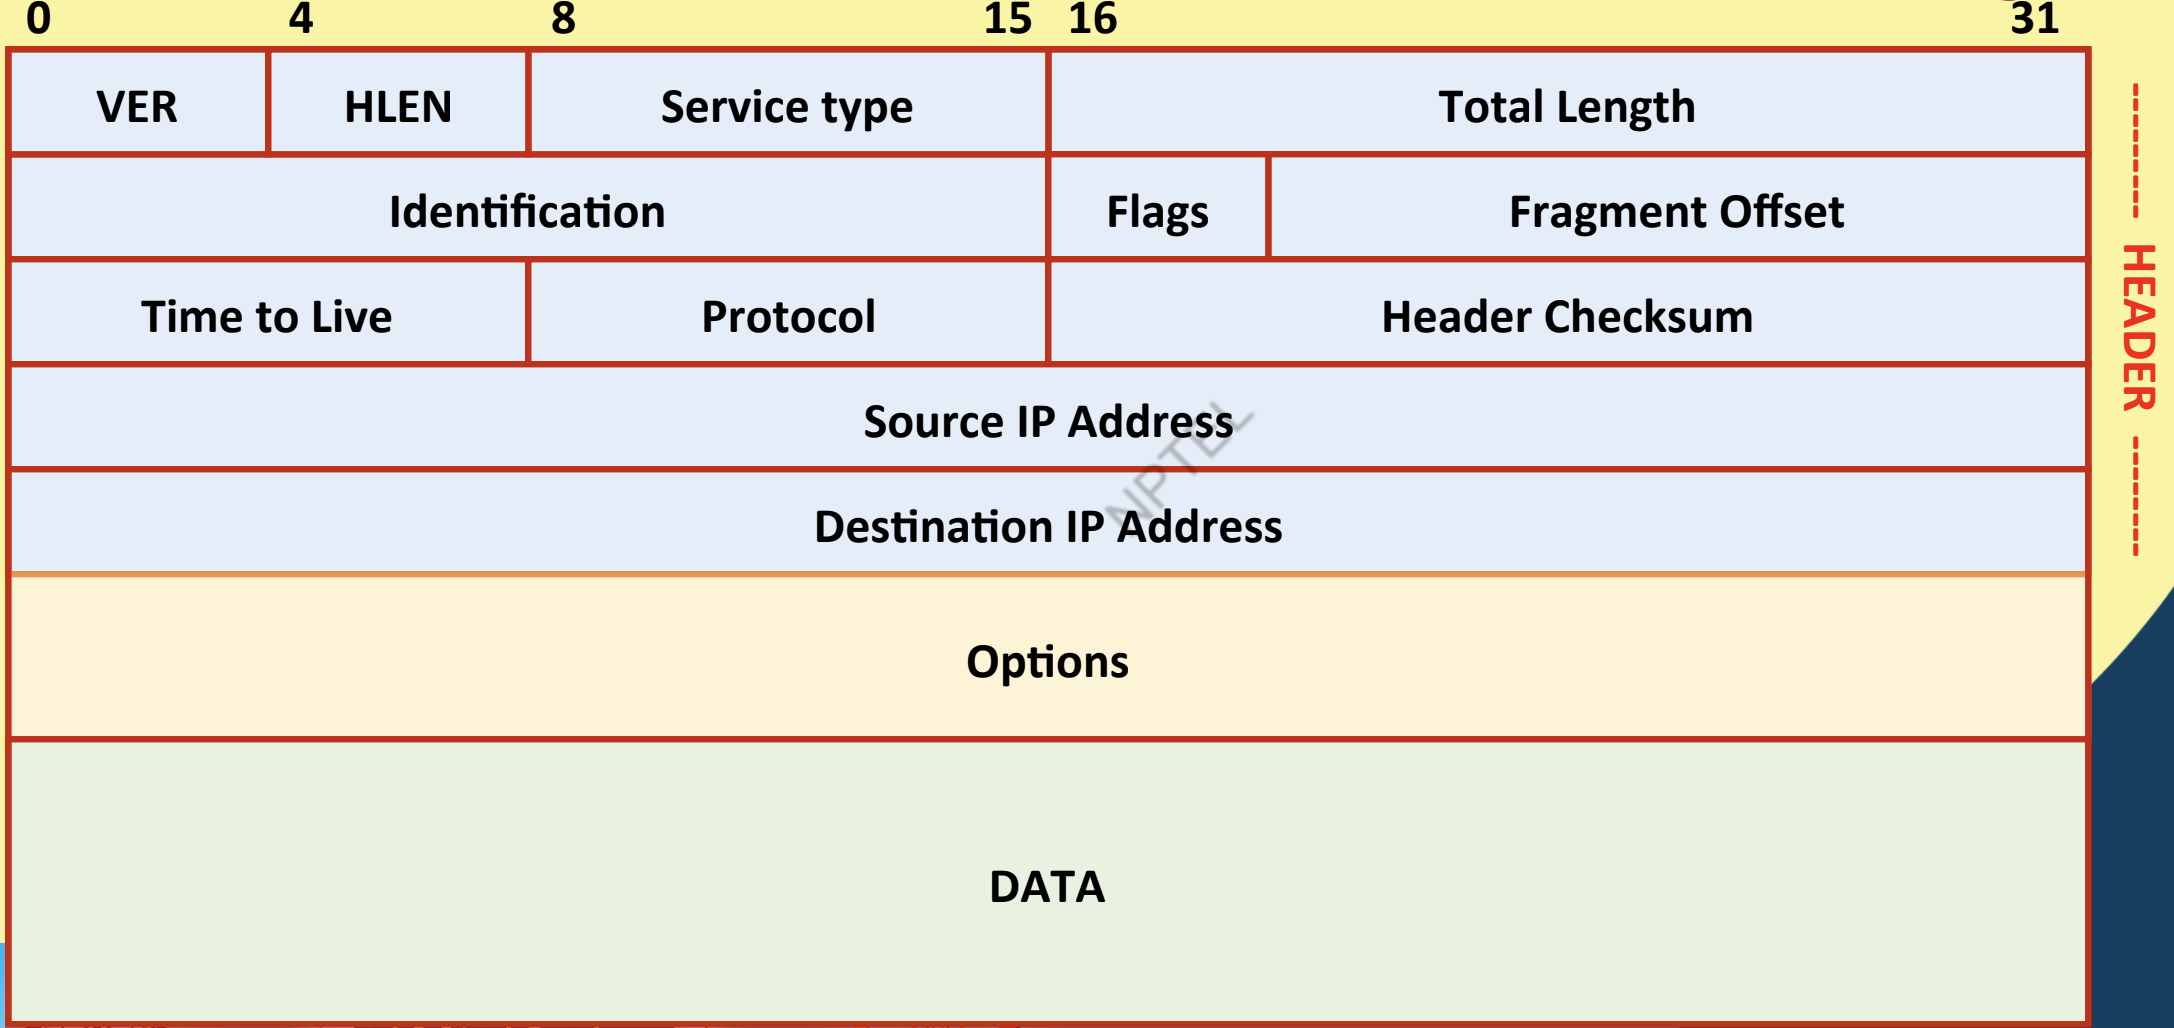 0 4 8 15 16 31
VER HLEN Service type Total Length
Identification Flags Fragment Offset
Time to Live Protocol Header Checksum
Source IP Address
Destination IP Address
Options
DATA
---------- HEADER ---------
NPTEL